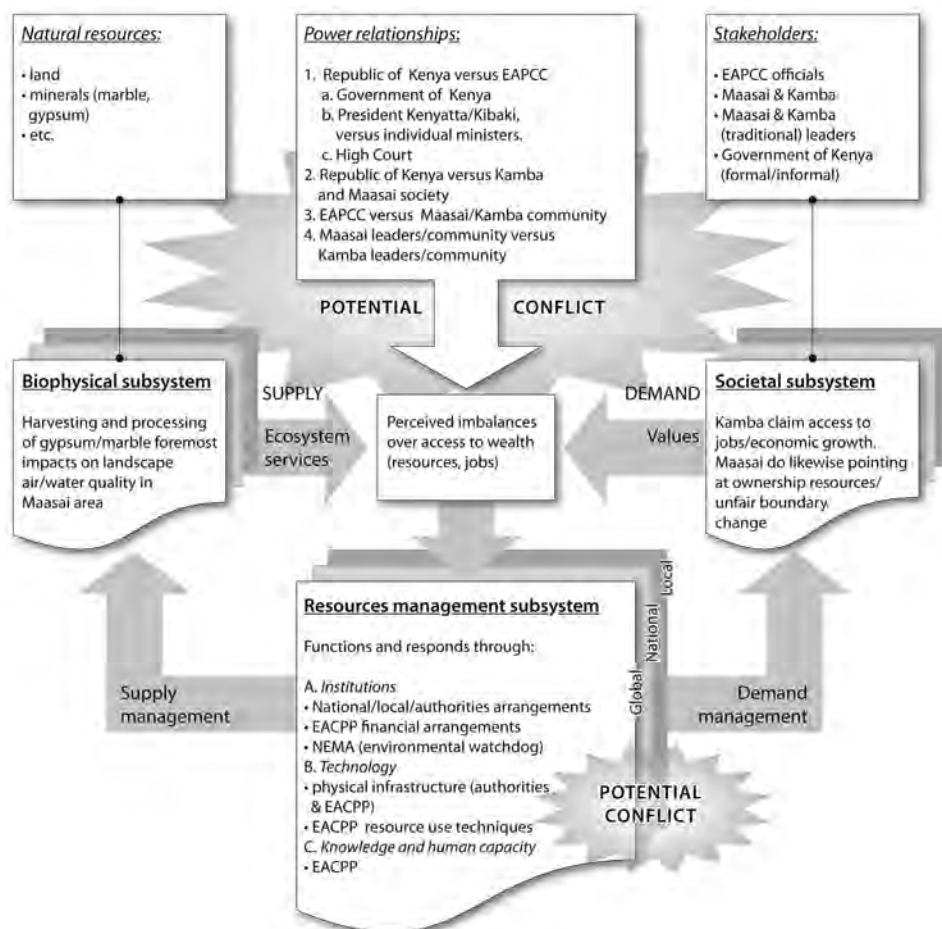 Natural resources:
• land
• minerals (marble,
gypsum)
• etc.
Power relationships:
1. Republic of Kenya versus EAPCC
a. Government of Kenya
b. President Kenyatta/Kibaki,
versus individual ministers.
c. High Court
2. Republic of Kenya versus Kamba
and Maasai society
3. EAPCC versus Maasai/Kamba community
4. Maasai leaders/community versus
Kamba leaders/community
Stakeholders:
• EAPCC officials
• Maasai & Kamba
• Maasai & Kamba
(traditional) leaders
• Government of Kenya
(formal/informal)
POTENTIAL CONFLICT
Biophysical subsystem
Harvesting and processing
of gypsum/marble foremost
impacts on landscape
air/water quality in
Maasai area
SUPPLY
Ecosystem
services
Perceived imbalances
over access to wealth
(resources, jobs)
DEMAND
Values
Societal subsystem
Kamba claim access to
jobs/economic growth.
Maasai do likewise pointing
at ownership resources/
unfair boundary
change
Resources management subsystem
Functions and responds through:
A. Institutions
• National/local/authorities arrangements
• EACPP financial arrangements
• NEMA (environmental watchdog)
B. Technology
• physical infrastructure (authorities
& EACPP)
• EACPP resource use techniques
C. Knowledge and human capacity
• EACPP
Global
National
Local
Supply
management
Demand
management
POTENTIAL
CONFLICT